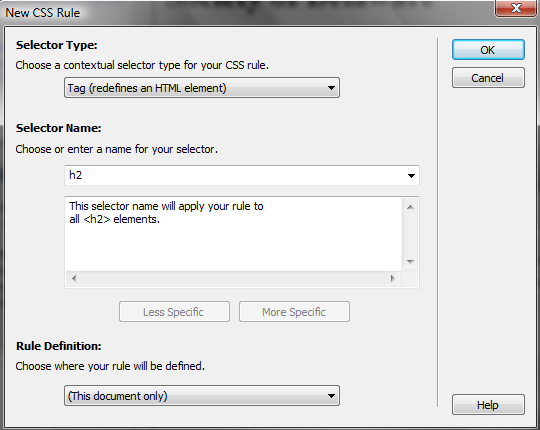 New CSS Rule
Selector Type:
Choose a contextual selector type for your CSS rule.
Tag (redefines an HTML element)
Selector Name:
Choose or enter a name for your selector.
h2
This selector name will apply your rule to
all <h2> elements.
Less Specific
More Specific
Rule Definition:
Choose where your rule will be defined.
(This document only)
OK
Cancel
Help